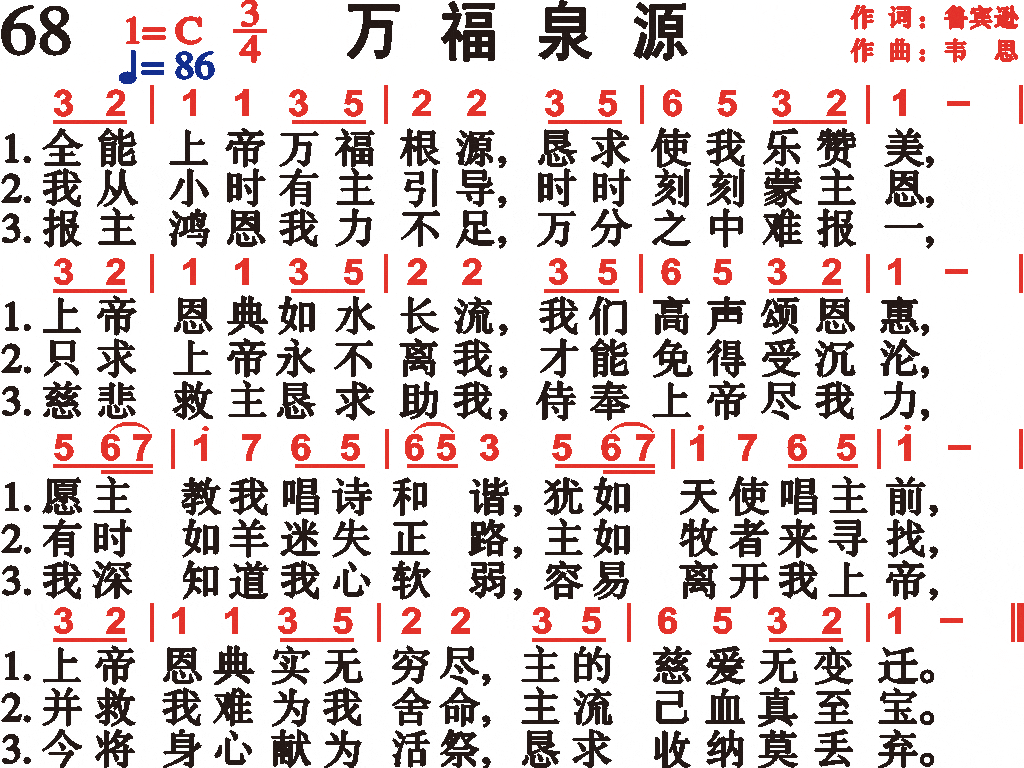 68 1=C 3/4 万福泉源 作 词：鲁宾逊
♩=86 作 曲：韦 思
3 2 | 1 1 3 5 | 2 2 3 5 | 6 5 3 2 | 1 – |
1.全能 上帝万福 根源，恳求 使我乐赞 美，
2.我从 小时有主 引导，时时 刻刻蒙主 恩，
3.报主 鸿恩我力 不足，万分 之中难报 一，
3 2 | 1 1 3 5 | 2 2 3 5 | 6 5 3 2 | 1 – |
1.上帝 恩典如水 长流，我们 高声颂恩 惠，
2.只求 上帝永不 离我，才能 免得受沉 沦，
3.慈悲 救主恳求 助我，侍奉 上帝尽我 力，
5 6 7 | i 7 6 5 | 6 5 3 5 6 7 | i 7 6 5 | i – |
1.愿主 教我唱诗 和 谐，犹如 天使唱主 前，
2.有时 如羊迷失 正 路，主如 牧者来寻 找，
3.我深 知道我心 软 弱，容易 离开我上 帝，
3 2 | 1 1 3 5 | 2 2 3 5 | 6 5 3 2 | 1 – ‖
1.上帝 恩典实无 穷尽，主的 慈爱无变 迁。
2.并救 我难为我 舍命，主流 己血真至 宝。
3.今将 身心献为 活祭，恳求 收纳莫丢 弃。